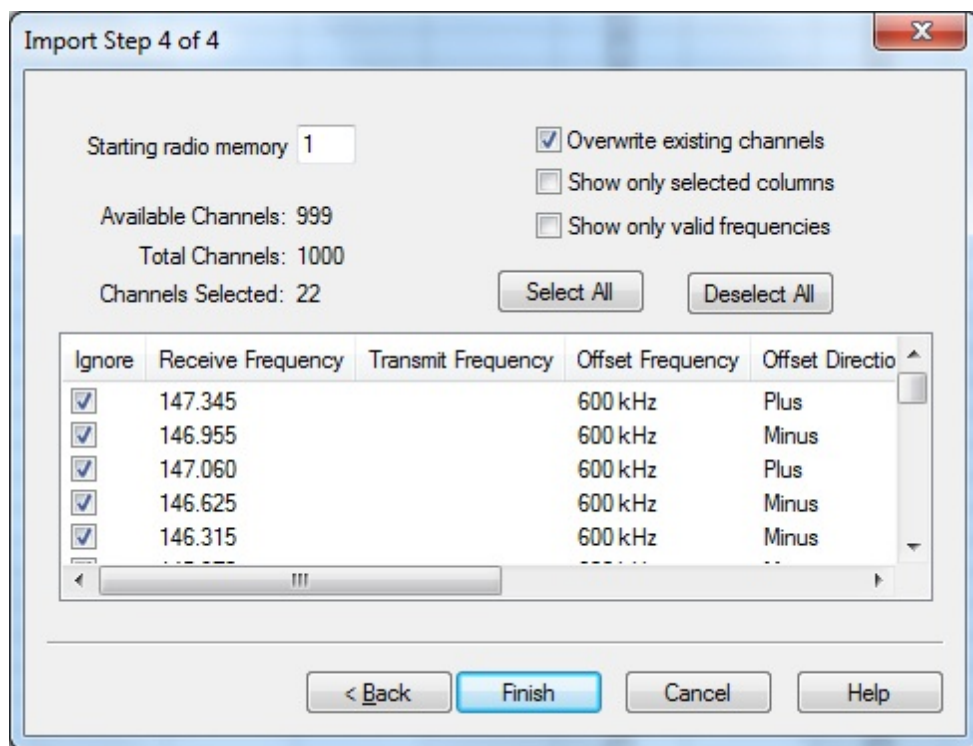 Import Step 4 of 4
Starting radio memory 1
Overwrite existing channels
Show only selected columns
Show only valid frequencies
Available Channels: 999
Total Channels: 1000
Channels Selected: 22
Select All Deselect All
Ignore Receive Frequency Transmit Frequency Offset Frequency Offset Directio
147.345 600 kHz Plus
146.955 600 kHz Minus
147.060 600 kHz Plus
146.625 600 kHz Minus
146.315 600 kHz Minus
< Back Finish Cancel Help